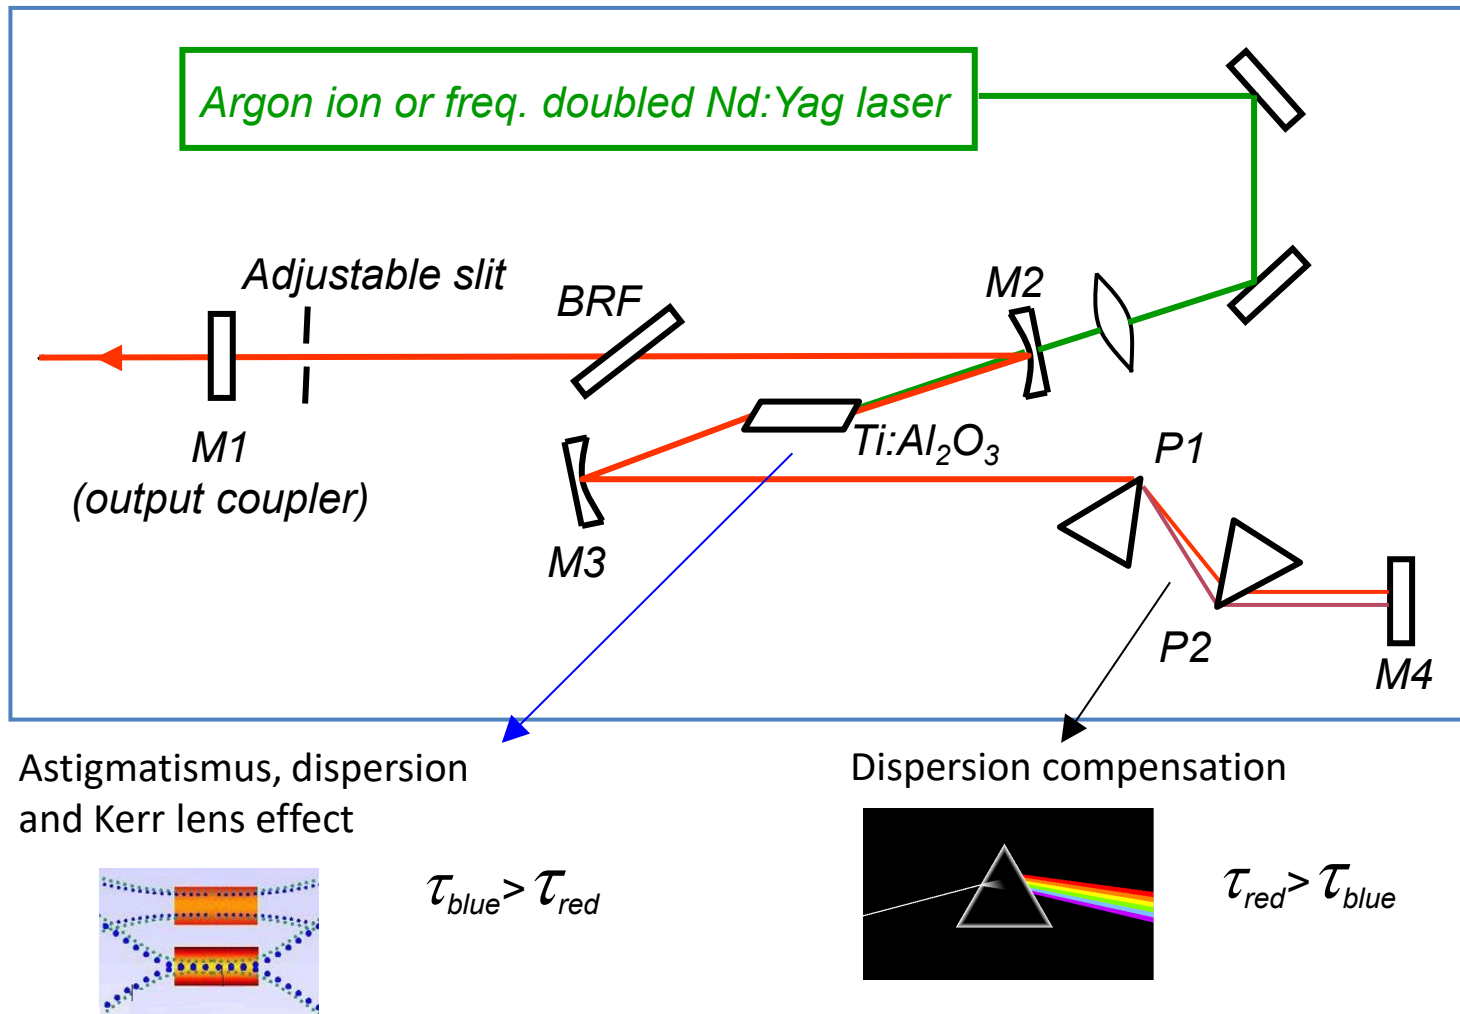 Argon ion or freq. doubled Nd:Yag laser
Adjustable slit
BRF
M2
M1
(output coupler)
Ti:Al₂O₃
P1
M3
P2
M4
Astigmatismus, dispersion
and Kerr lens effect
τblue> τred
Dispersion compensation
τred> τblue